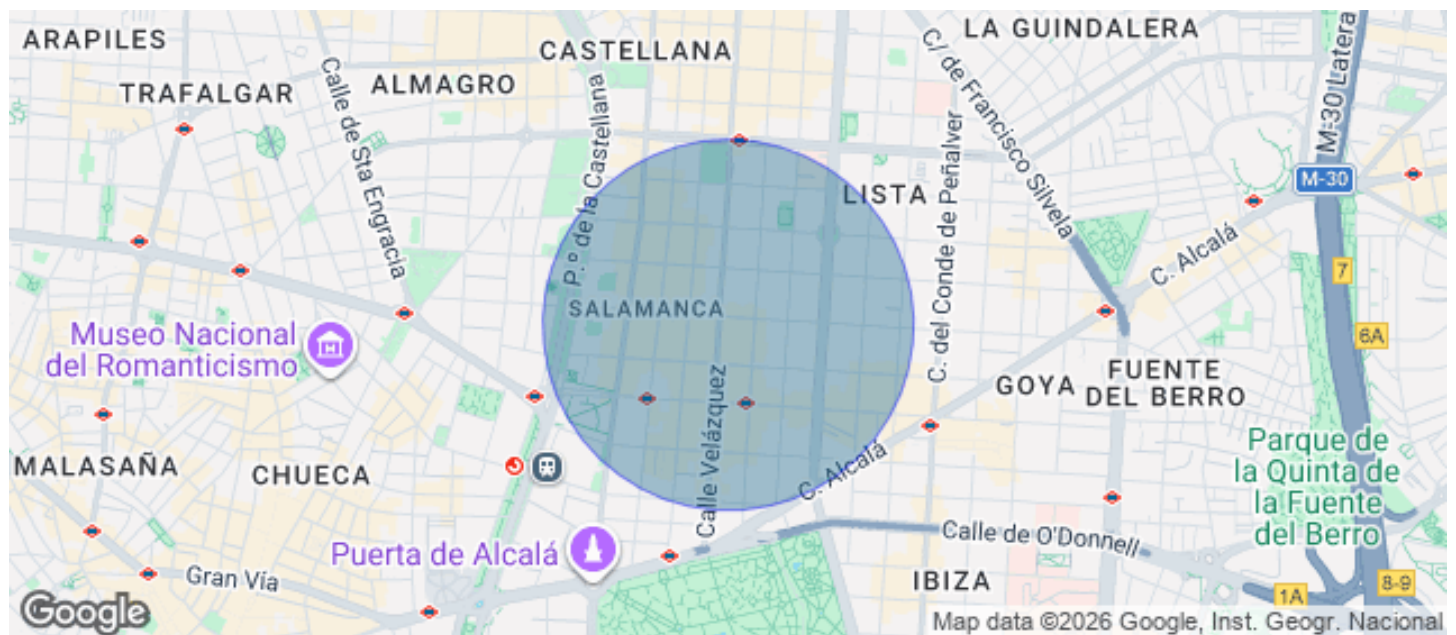 ARAPILES
CASTELLANA
LA GUINDALERA
TRAFALGAR
ALMAGRO
Calle de Sta Engracia
P.º de la Castellana
C/ de Francisco Silvela
M-30 Latera
M-30
LISTA
C. del Conde de Peñalver
C. Alcalá
7
SALAMANCA
Museo Nacional
del Romanticismo
6A
GOYA
FUENTE
DEL BERRO
Calle Velázquez
MALASAÑA
CHUECA
C. Alcalá
Parque de
la Quinta de
la Fuente
del Berro
Puerta de Alcalá
Calle de O'Donnell
Gran Vía
IBIZA
1A
8-9
Google
Map data ©2026 Google, Inst. Geogr. Nacional